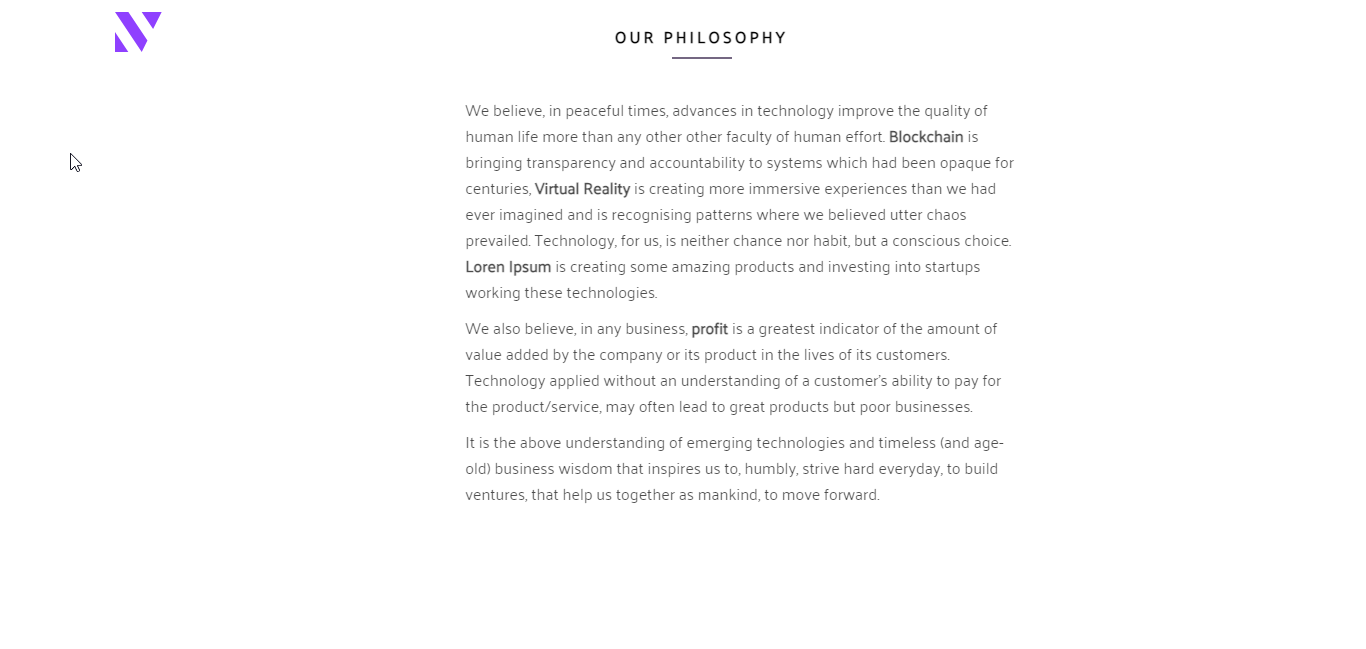 OUR PHILOSOPHY
We believe, in peaceful times, advances in technology improve the quality of
human life more than any other other faculty of human effort. Blockchain is
bringing transparency and accountability to systems which had been opaque for
centuries, Virtual Reality is creating more immersive experiences than we had
ever imagined and is recognising patterns where we believed utter chaos
prevailed. Technology, for us, is neither chance nor habit, but a conscious choice.
Loren Ipsum is creating some amazing products and investing into startups
working these technologies.
We also believe, in any business, profit is a greatest indicator of the amount of
value added by the company or its product in the lives of its customers.
Technology applied without an understanding of a customer's ability to pay for
the product/service, may often lead to great products but poor businesses.
It is the above understanding of emerging technologies and timeless (and age-
old) business wisdom that inspires us to, humbly, strive hard everyday, to build
ventures, that help us together as mankind, to move forward.